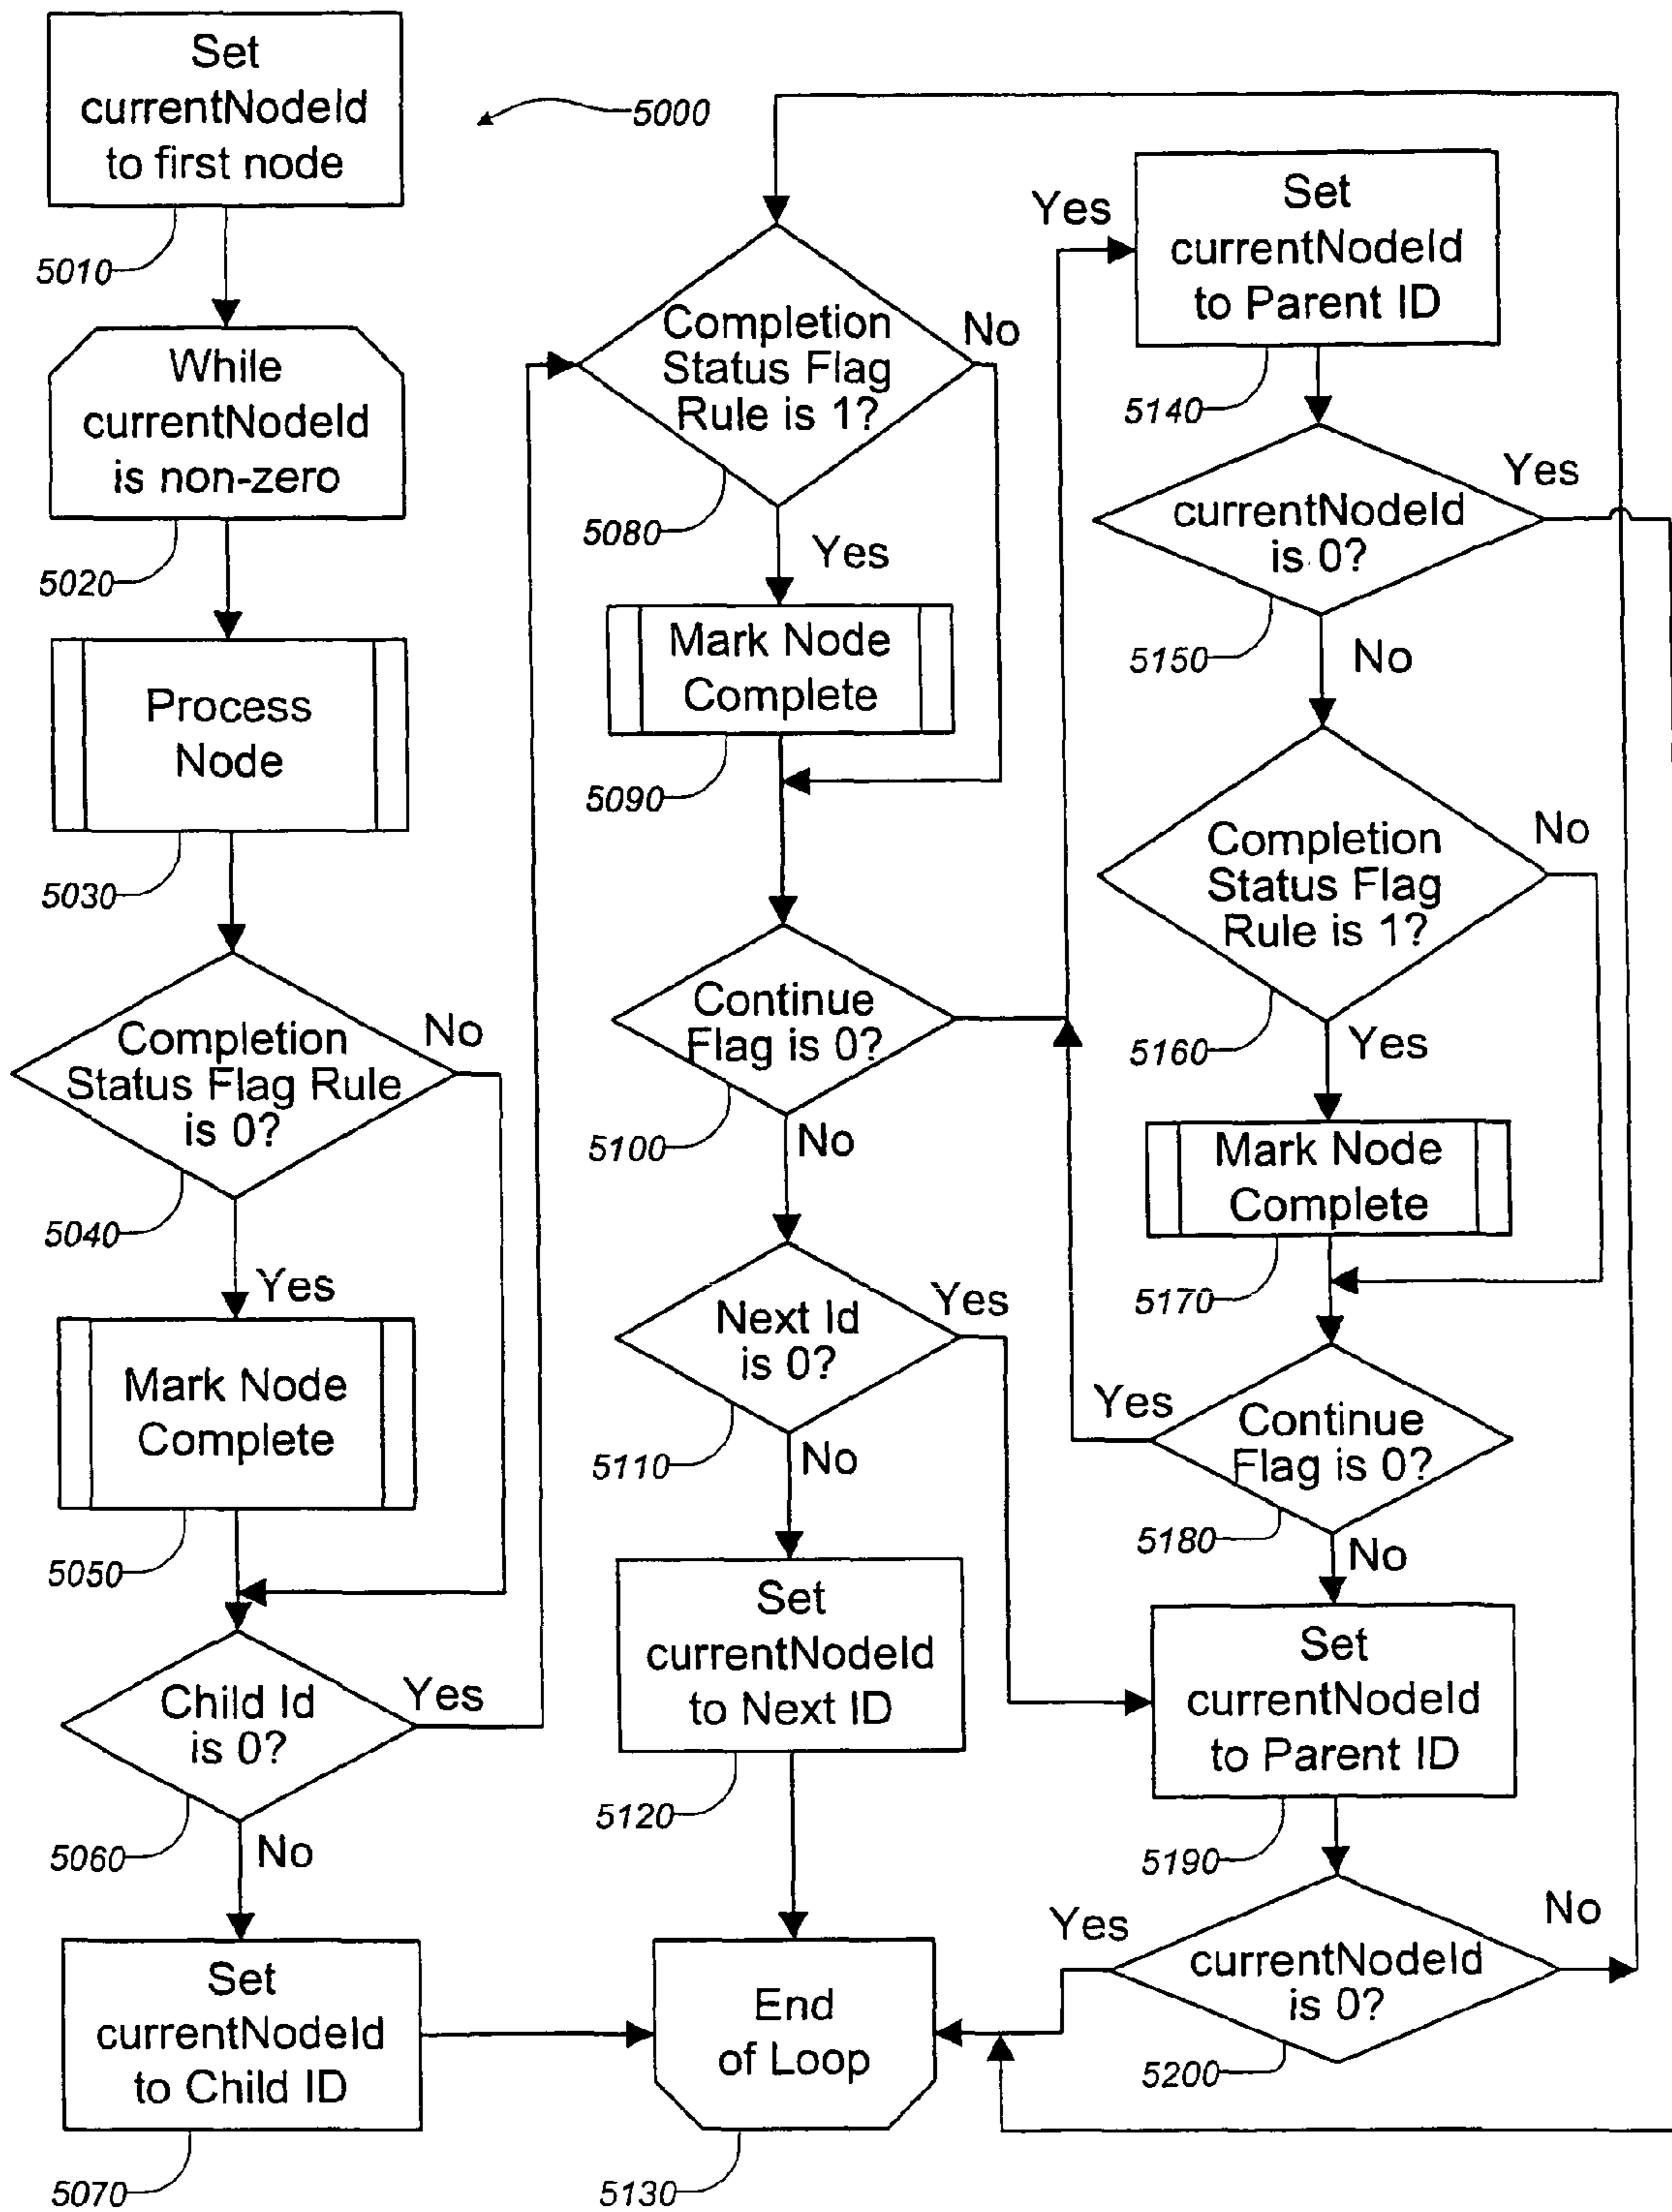 Set
currentNodeId
to first node
5000
5010
While
currentNodeId
is non-zero
5020
Process
Node
5030
Completion
Status Flag Rule
is 0?
No
5040
Yes
Mark Node
Complete
5050
Child Id
is 0?
Yes
5060
No
Set
currentNodeId
to Child ID
5070
Completion
Status Flag
Rule is 1?
No
5080
Yes
Mark Node
Complete
5090
Continue
Flag is 0?
5100
No
Next Id
is 0?
Yes
5110
No
Set
currentNodeId
to Next ID
5120
End
of Loop
5130
Yes
Set
currentNodeId
to Parent ID
5140
currentNodeId
is 0?
Yes
5150
No
Completion
Status Flag
Rule is 1?
No
5160
Yes
Mark Node
Complete
5170
Continue
Flag is 0?
Yes
5180
No
Set
currentNodeId
to Parent ID
5190
currentNodeId
is 0?
Yes
No
5200